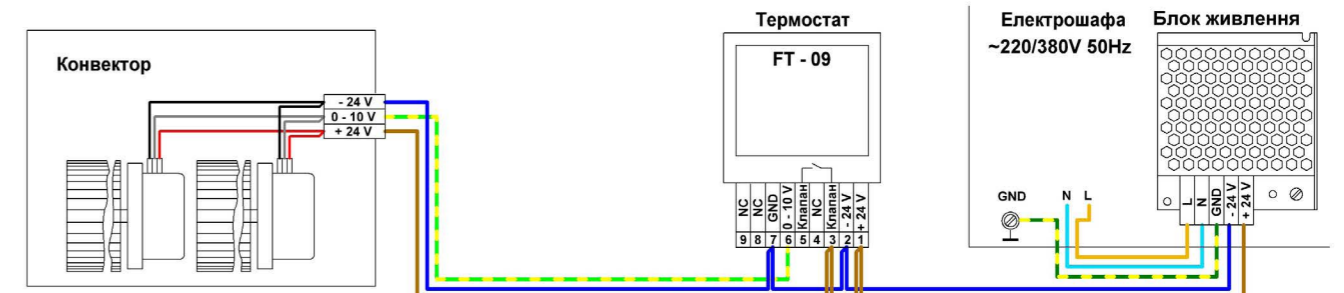 Конвектор
- 24 V
0 - 10 V
+ 24 V
Термостат
FT - 09
NC
NC
GND
0 - 10 V
Клапан
NC
Клапан
- 24 V
+ 24 V
9 8 7 6 5 4 3 2 1
Електрошафа
~220/380V 50Hz
Блок живлення
GND
N L
L
N
GND
- 24 V
+ 24 V